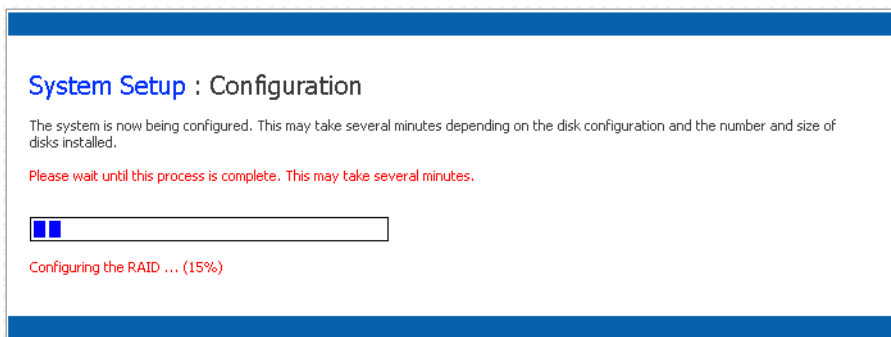 System Setup : Configuration
The system is now being configured. This may take several minutes depending on the disk configuration and the number and size of
disks installed.
Please wait until this process is complete. This may take several minutes.
Configuring the RAID ... (15%)